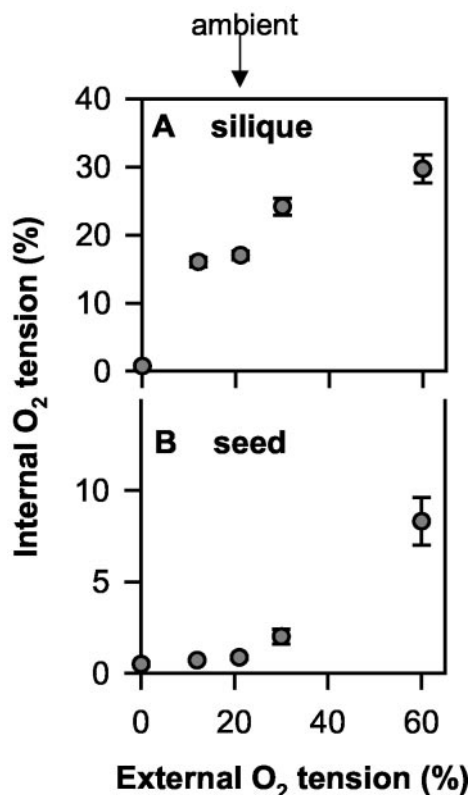 ambient
40
A silique
30
20
10
0
Internal O₂ tension (%)
B seed
10
5
0
0 20 40 60
External O₂ tension (%)